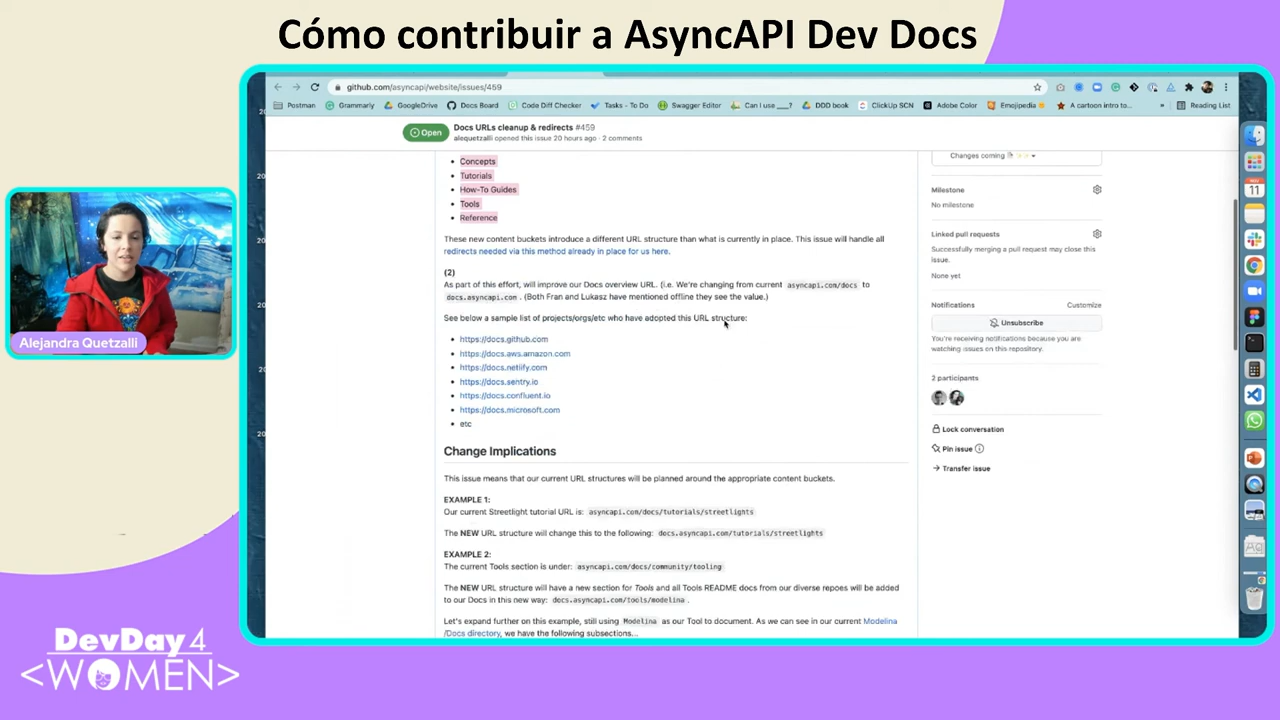 Cómo contribuir a AsyncAPI Dev Docs
github.com/asyncapi/website/issues/459
Postman Grammarly GoogleDrive Docs Board Code Diff Checker Tasks - To Do Swagger Editor Can I use ___? DDD book ClickUp SCN Adobe Color Emojipedia A cartoon intro to... » Reading List
Open
Docs URLs cleanup & redirects #459
alequetzalli opened this issue 20 hours ago · 2 comments
Concepts
Tutorials
How-To Guides
Tools
Reference
These new content buckets introduce a different URL structure than what is currently in place. This issue will handle all
redirects needed via this method already in place for us here.
(2)
As part of this effort, will improve our Docs overview URL. (i.e. We're changing from current asyncapi.com/docs to
docs.asyncapi.com . (Both Fran and Lukasz have mentioned offline they see the value.)
See below a sample list of projects/orgs/etc who have adopted this URL structure:
https://docs.github.com
https://docs.aws.amazon.com
https://docs.netlify.com
https://docs.sentry.io
https://docs.confluent.io
https://docs.microsoft.com
etc
Change Implications
This issue means that our current URL structures will be planned around the appropriate content buckets.
EXAMPLE 1:
Our current Streetlight tutorial URL is: asyncapi.com/docs/tutorials/streetlights
The NEW URL structure will change this to the following: docs.asyncapi.com/tutorials/streetlights
EXAMPLE 2:
The current Tools section is under: asyncapi.com/docs/community/tooling
The NEW URL structure will have a new section for Tools and all Tools README docs from our diverse repoes will be added
to our Docs in this new way: docs.asyncapi.com/tools/modelina .
Let's expand further on this example, still using Modelina as our Tool to document. As we can see in our current Modelina
/Docs directory, we have the following subsections...
Changes coming
Milestone
No milestone
Linked pull requests
Successfully merging a pull request may close this
issue.
None yet
Notifications Customize
Unsubscribe
You're receiving notifications because you are
watching issues on this repository.
2 participants
Lock conversation
Pin issue
Transfer issue
11
Alejandra Quetzalli
DevDay4
<WOMEN>